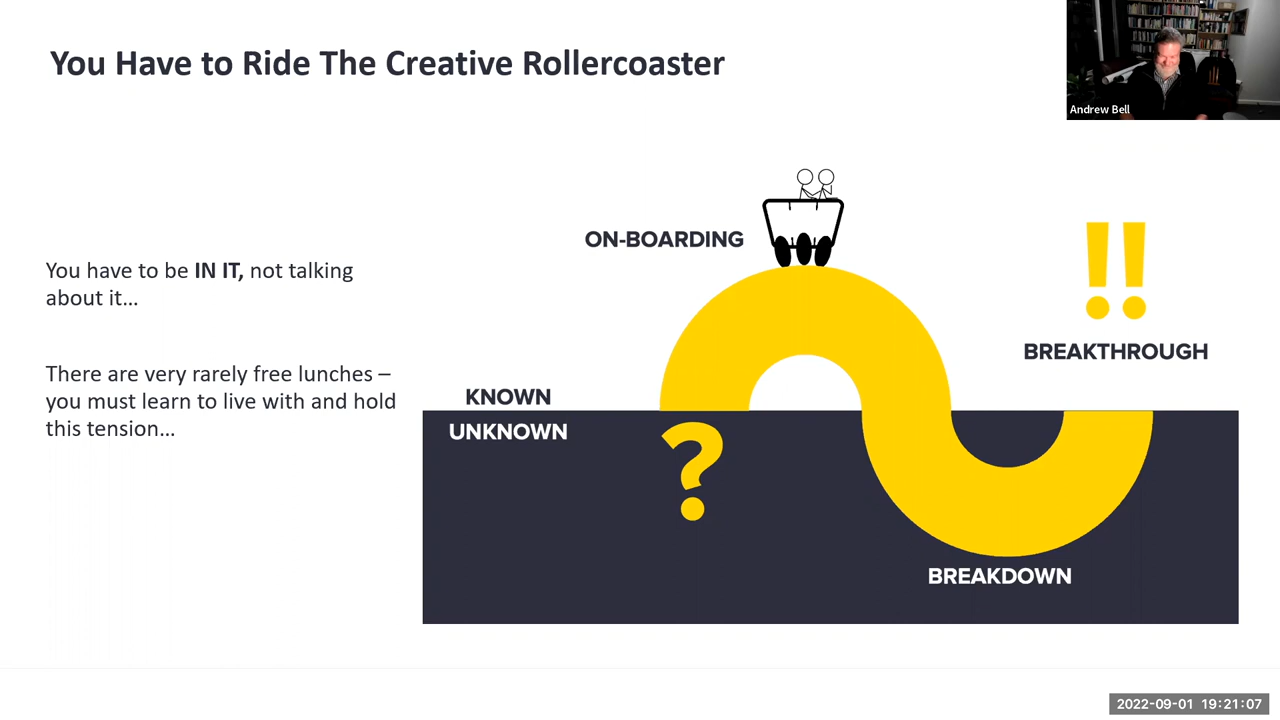 You Have to Ride The Creative Rollercoaster
Andrew Bell
You have to be IN IT, not talking
about it…
There are very rarely free lunches –
you must learn to live with and hold
this tension…
ON-BOARDING
!!
BREAKTHROUGH
KNOWN
UNKNOWN
?
BREAKDOWN
2022-09-01 19:21:07